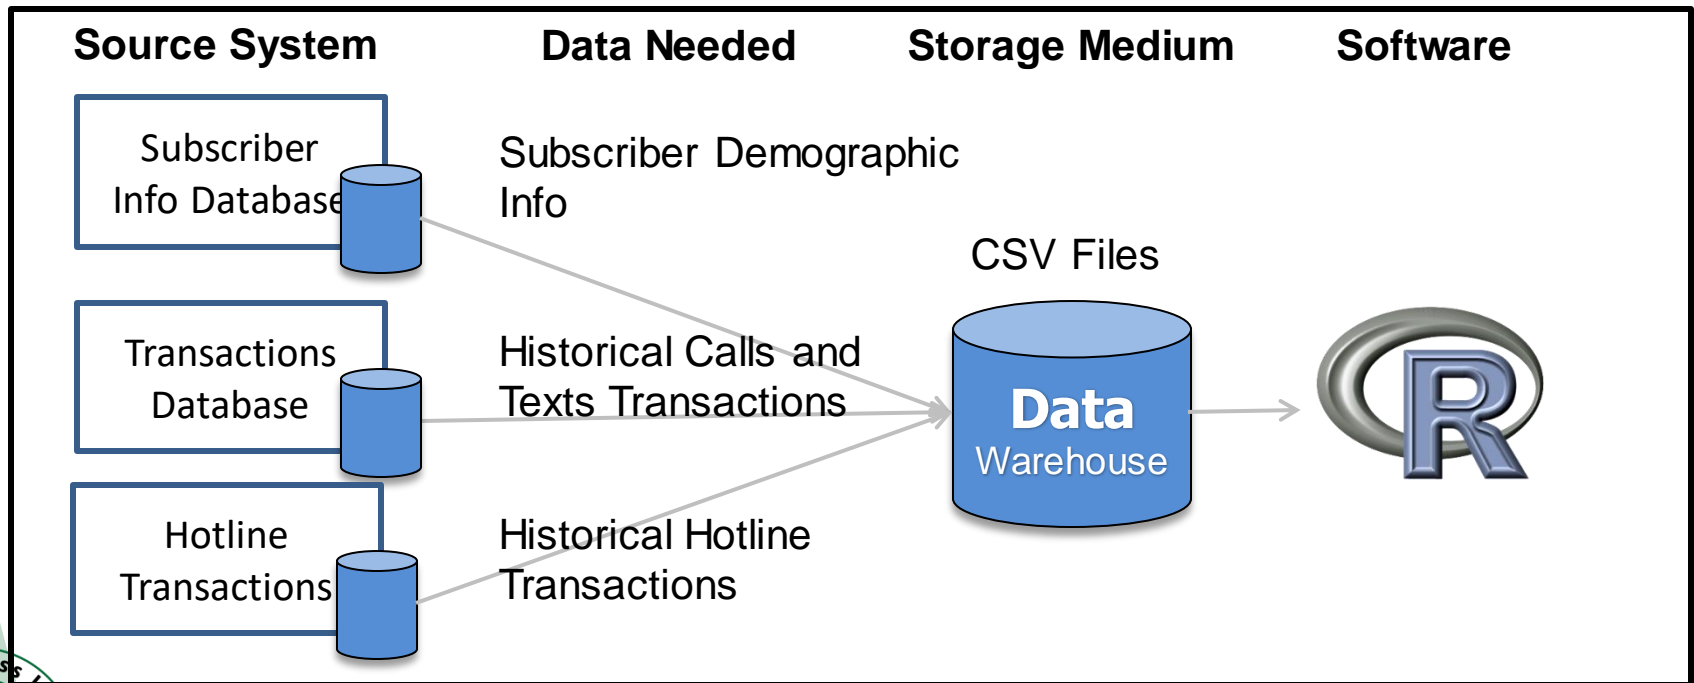 Source System
Data Needed
Storage Medium
Software
Subscriber
Info Database
Subscriber Demographic
Info
CSV Files
Transactions
Database
Historical Calls and
Texts Transactions
Data
Warehouse
R
Hotline
Transactions
Historical Hotline
Transactions